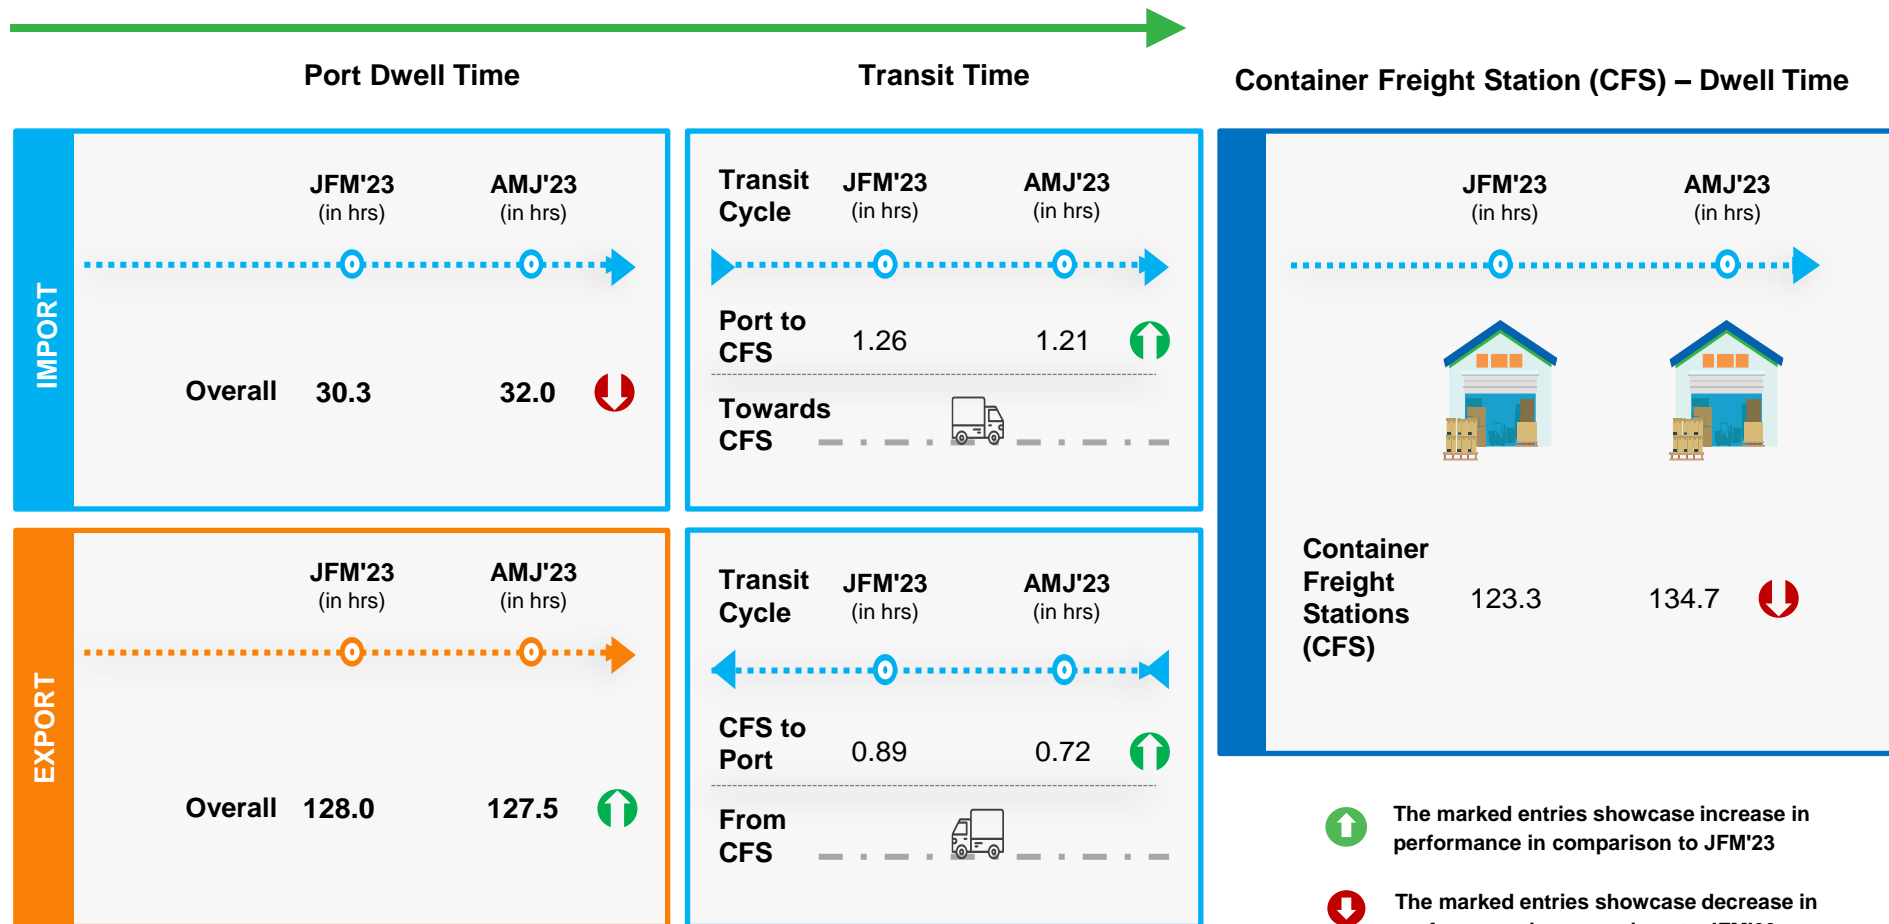 Port Dwell Time
Transit Time
Container Freight Station (CFS) – Dwell Time
IMPORT
JFM'23
AMJ'23
(in hrs)
(in hrs)
Overall 30.3 32.0
Transit
Cycle
JFM'23
AMJ'23
(in hrs)
(in hrs)
Port to
CFS
1.26 1.21
Towards
CFS
EXPORT
JFM'23
AMJ'23
(in hrs)
(in hrs)
Overall 128.0 127.5
Transit
Cycle
JFM'23
AMJ'23
(in hrs)
(in hrs)
CFS to
Port
0.89 0.72
From
CFS
JFM'23
AMJ'23
(in hrs)
(in hrs)
Container
Freight
Stations
(CFS)
123.3 134.7
The marked entries showcase increase in
performance in comparison to JFM'23
The marked entries showcase decrease in